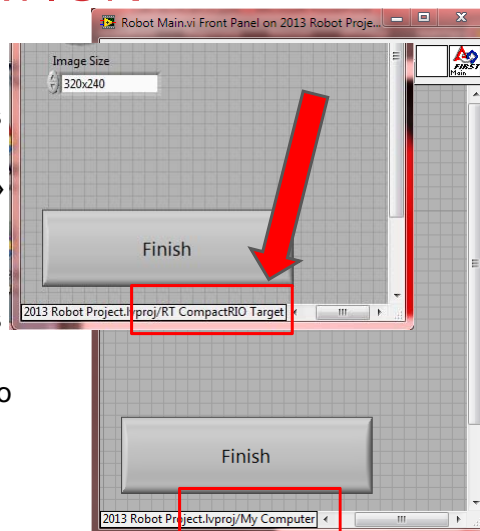 Robot Main.vi Front Panel on 2013 Robot Proje...
FIRST
Main
Image Size
320x240
Finish
2013 Robot Project.lvproj/RT CompactRIO Target
o
Finish
2013 Robot Project.lvproj/My Computer